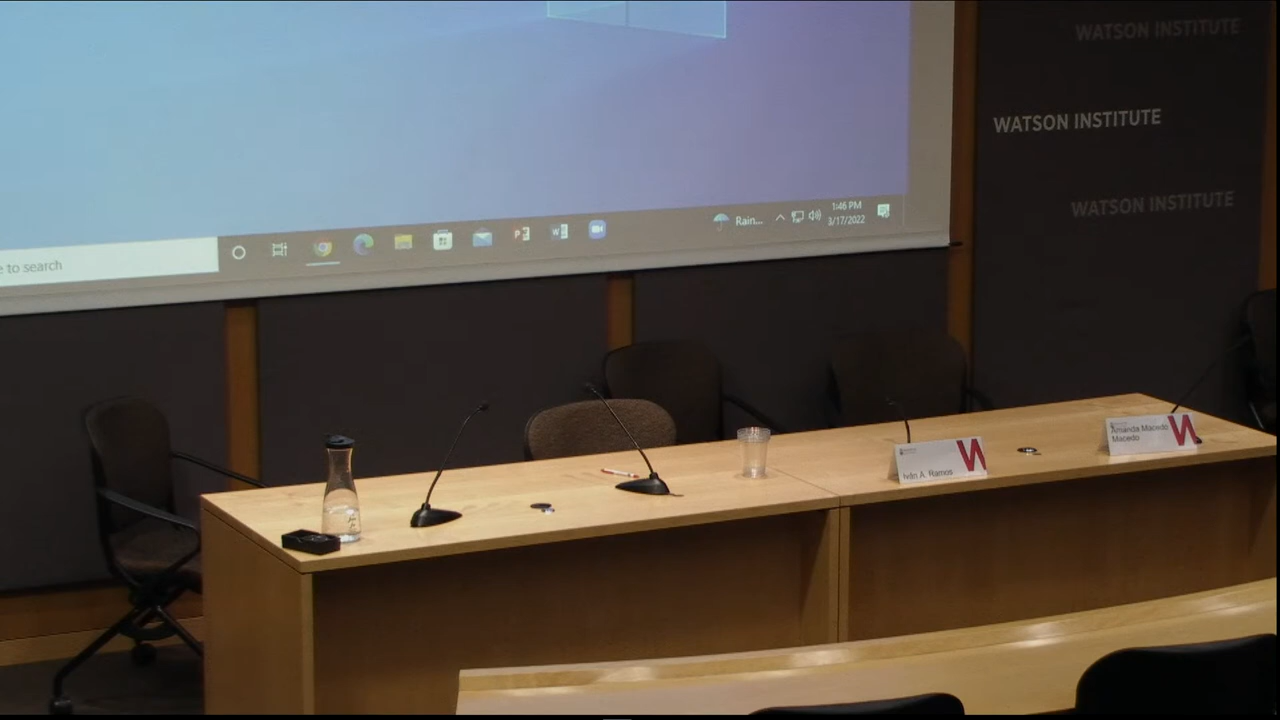 WATSON INSTITUTE
WATSON INSTITUTE
WATSON INSTITUTE
e to search
Rain...
1:46 PM
3/17/2022
Iván A. Ramos
Amanda Macedo
Macedo
W
W